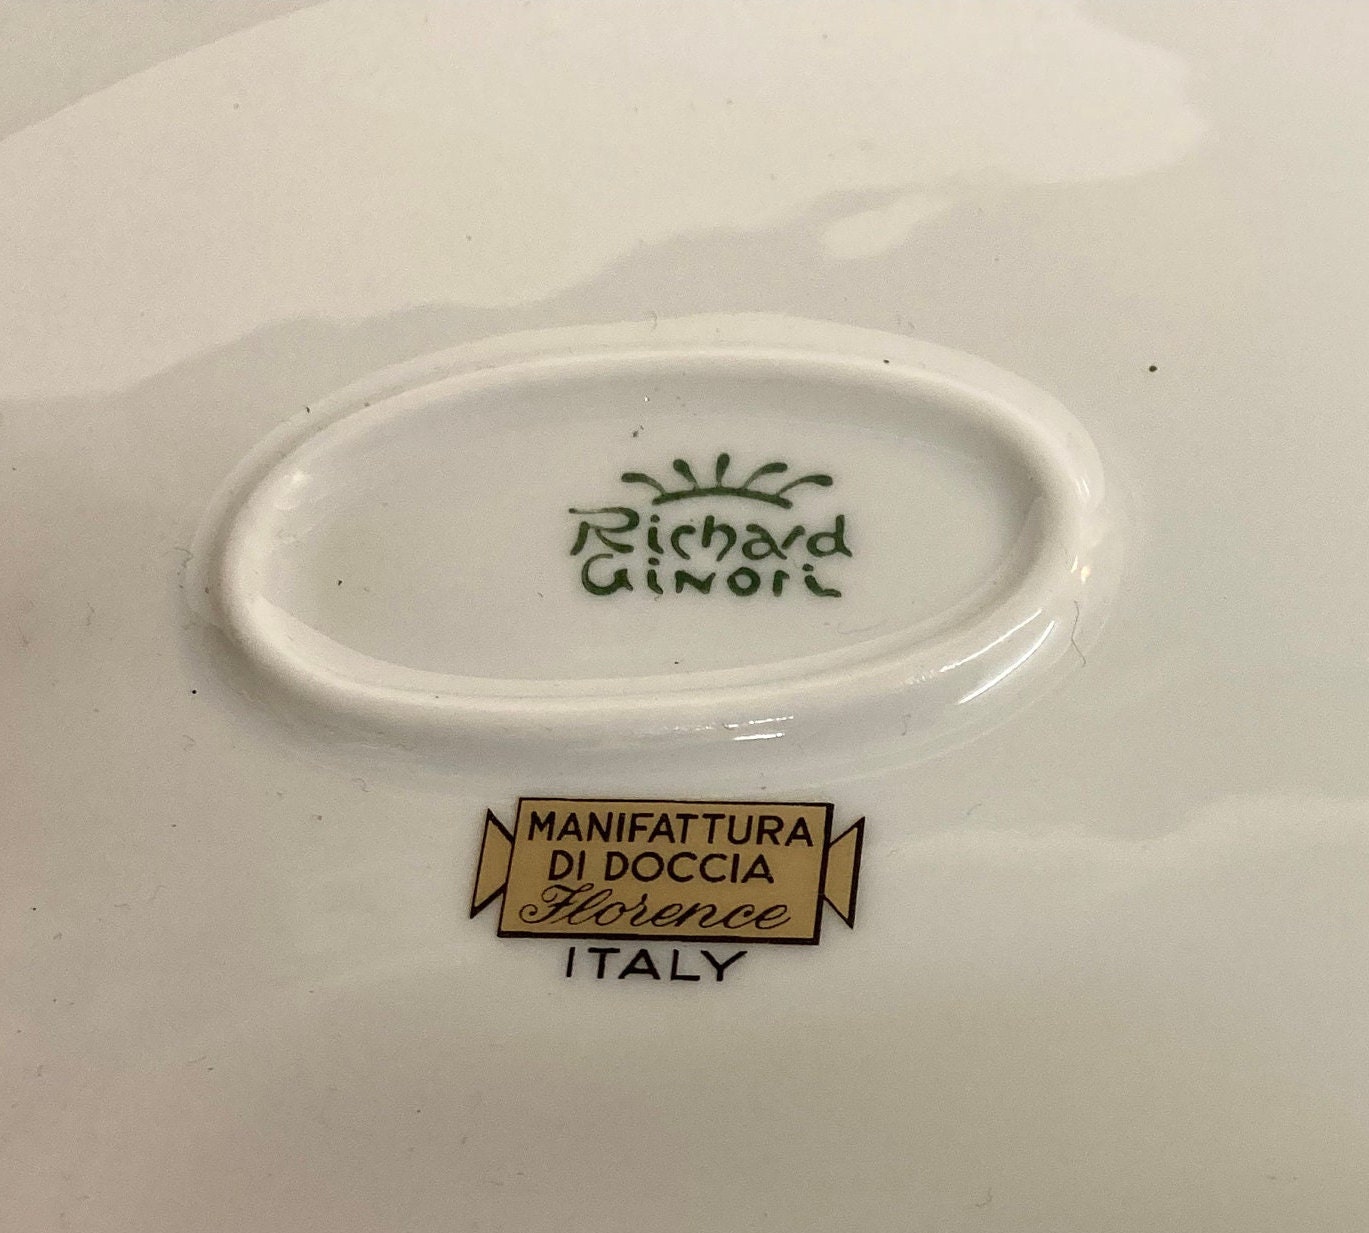 Richard
GiNori
MANIFATTURA
DI DOCCIA
Florence
ITALY